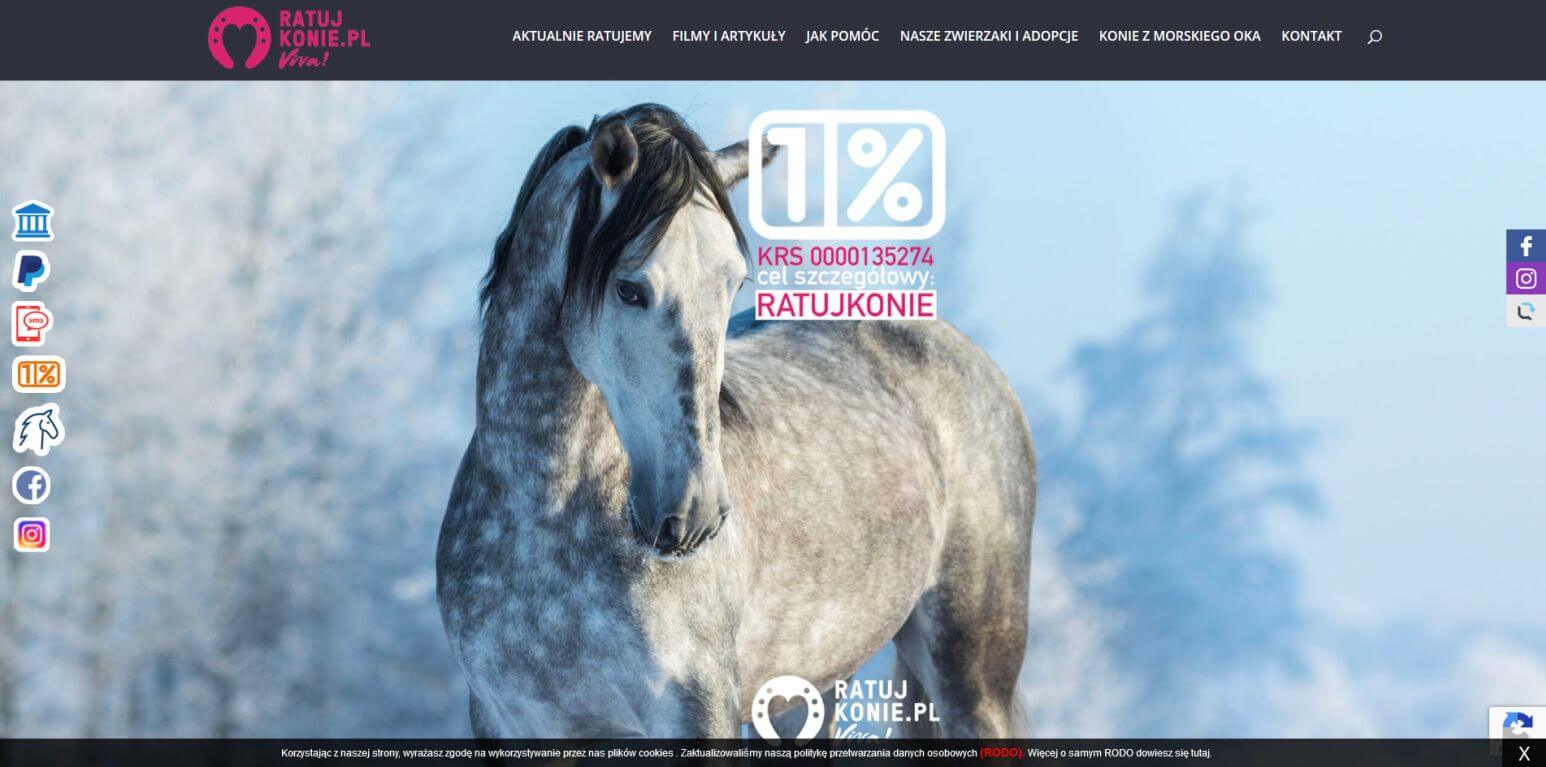 RATUJ
KONIE.PL
Viva!
AKTUALNIE RATUJEMY FILMY I ARTYKUŁY JAK POMÓC NASZE ZWIERZAKI I ADOPCJE KONIE Z MORSKIEGO OKA KONTAKT
1%
KRS 0000135274
cel szczegółowy:
RATUJKONIE
sms
1%
RATUJ
KONIE.PL
Viva!
Korzystając z naszej strony, wyrażasz zgodę na wykorzystywanie przez nas plików cookies . Zaktualizowaliśmy naszą politykę przetwarzania danych osobowych (RODO). Więcej o samym RODO dowiesz się tutaj.
X